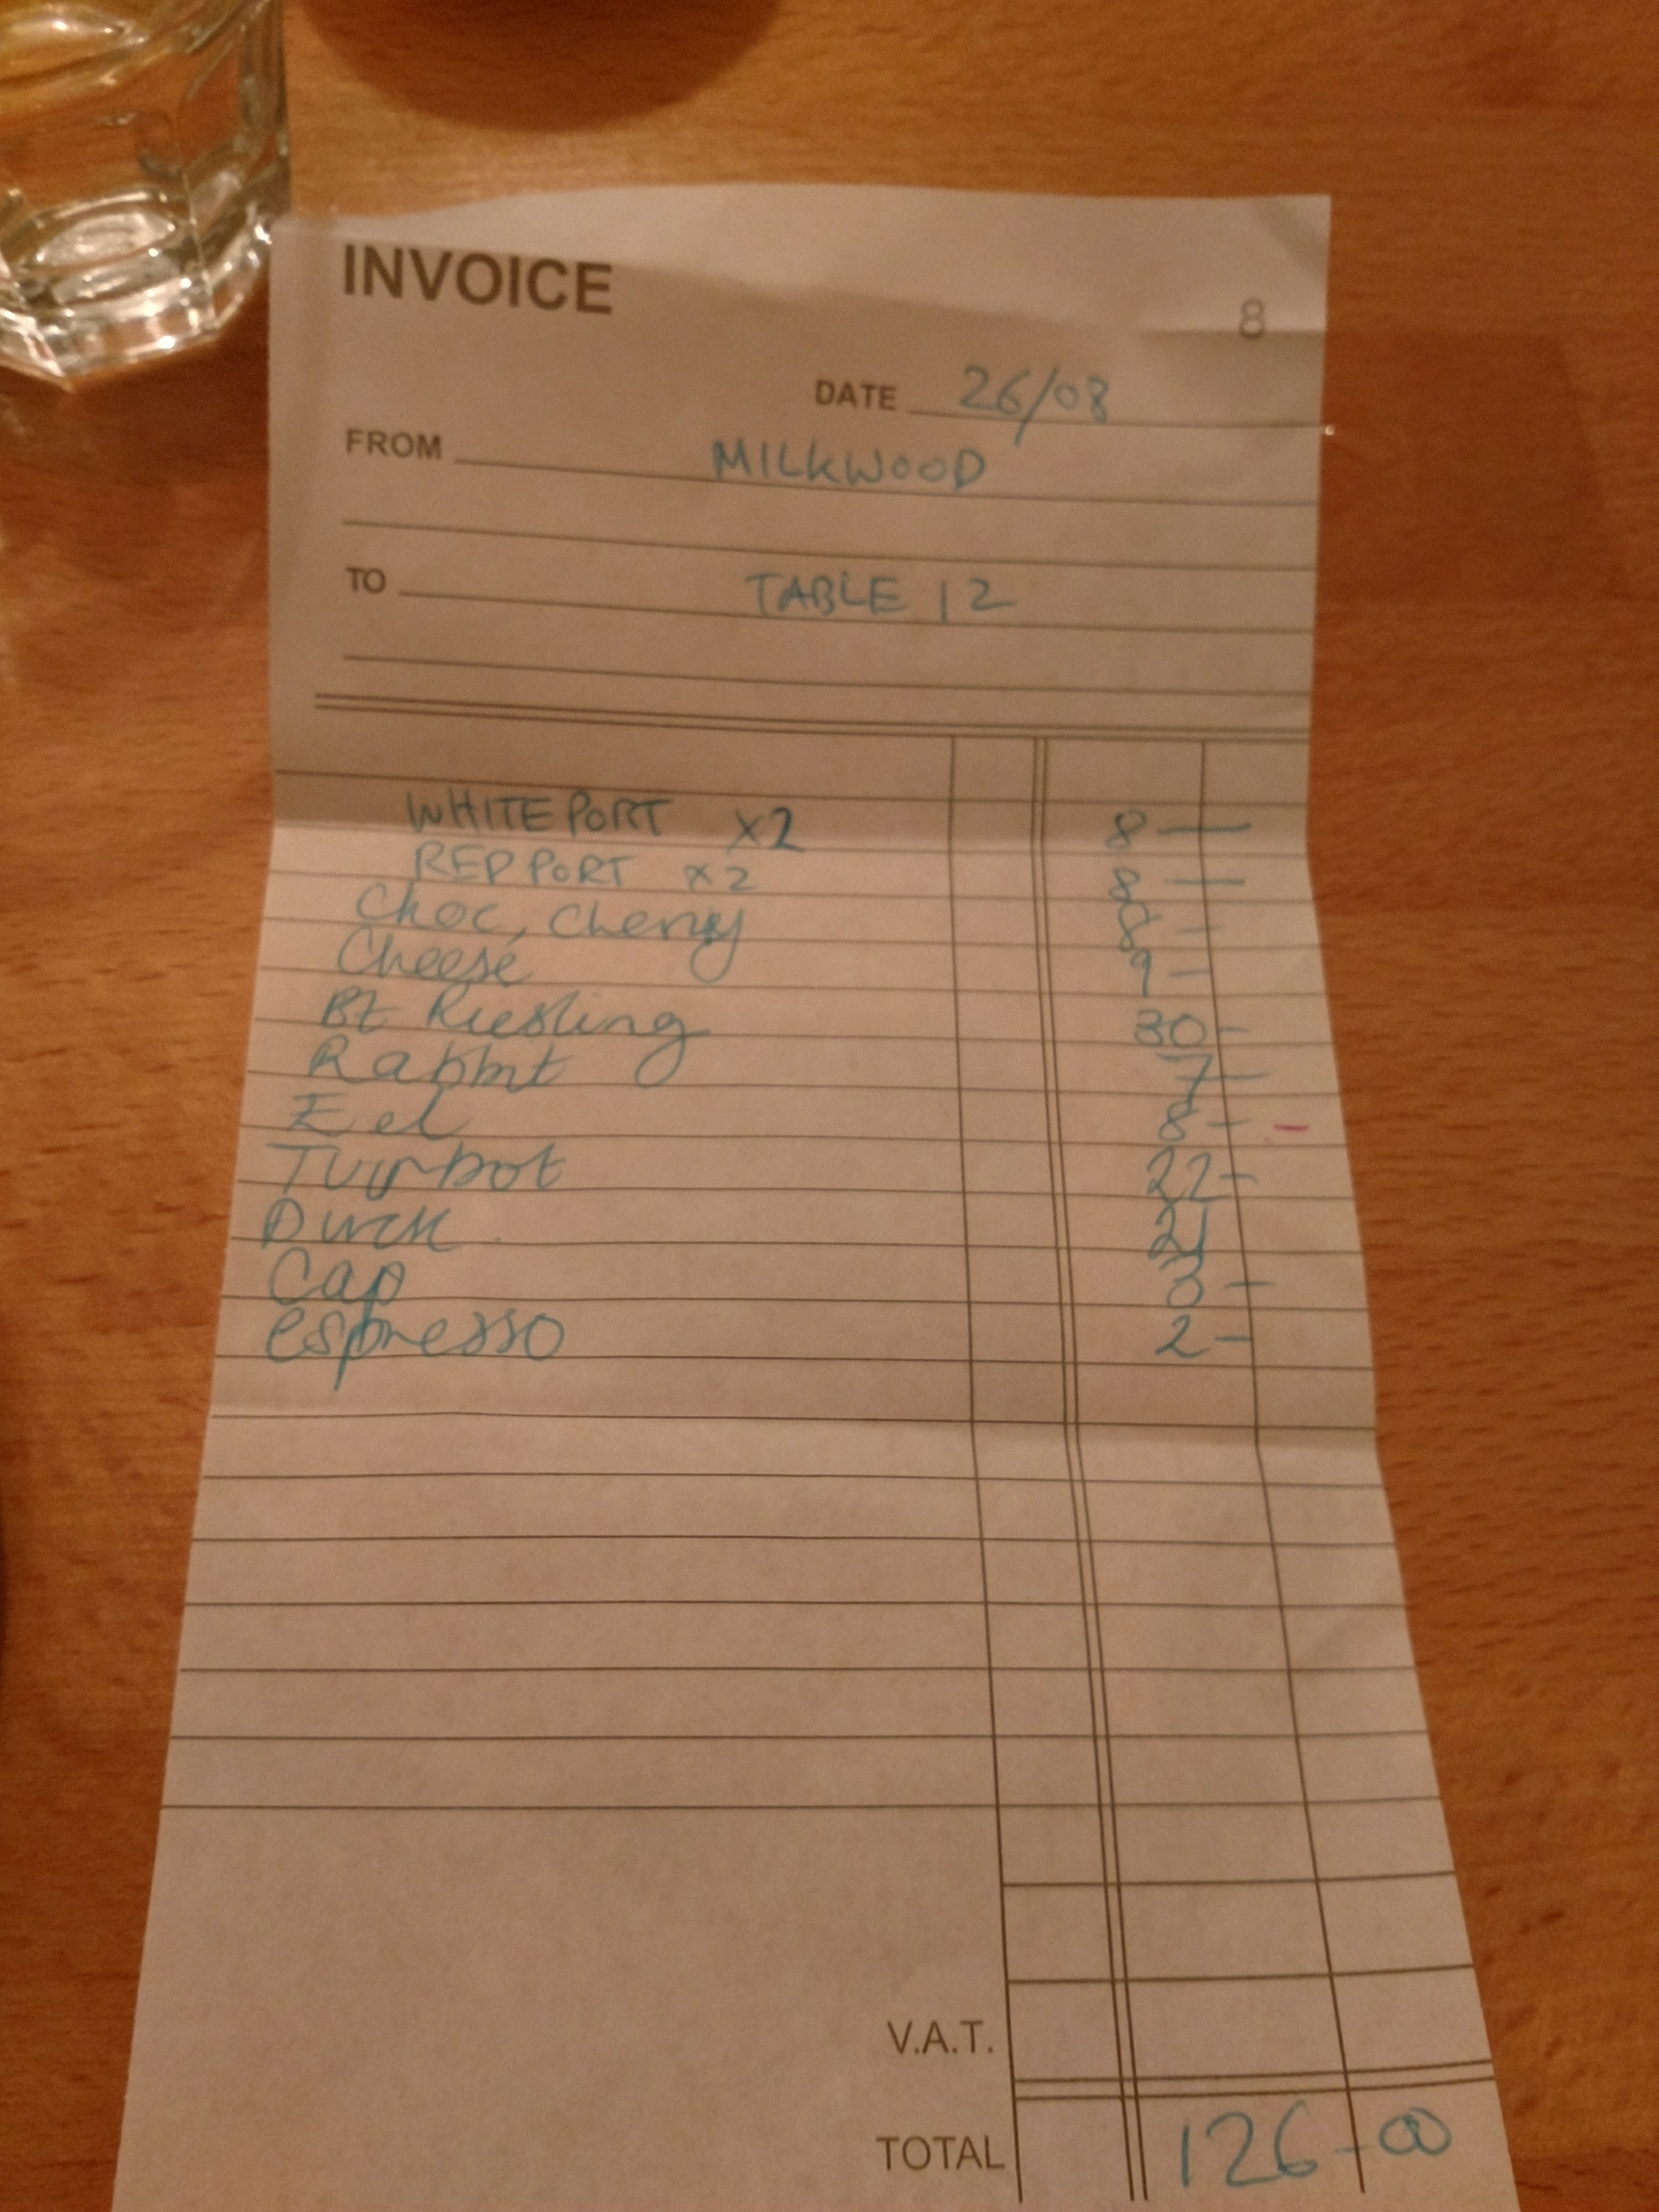 INVOICE
8
DATE 26/08
FROM MILKWOOD
TO TABLE 12
WHITE PORT x2 8 —
RED PORT x2 8 —
Choc, Cherry 8 -
Cheese 9 -
Bt Riesling 30 -
Rabbit 7 —
Eel 8 - -
Turbot 22 -
Duck 21
Cap 3 -
espresso 2 -
V.A.T.
TOTAL 126-00